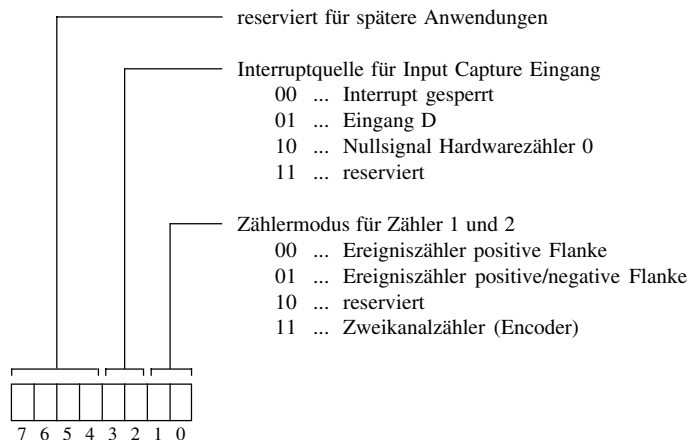 reserviert für spätere Anwendungen
Interruptquelle für Input Capture Eingang
00 ... Interrupt gesperrt
01 ... Eingang D
10 ... Nullsignal Hardwarezähler 0
11 ... reserviert
Zählermodus für Zähler 1 und 2
00 ... Ereigniszähler positive Flanke
01 ... Ereigniszähler positive/negative Flanke
10 ... reserviert
11 ... Zweikanalzähler (Encoder)
7 6 5 4 3 2 1 0